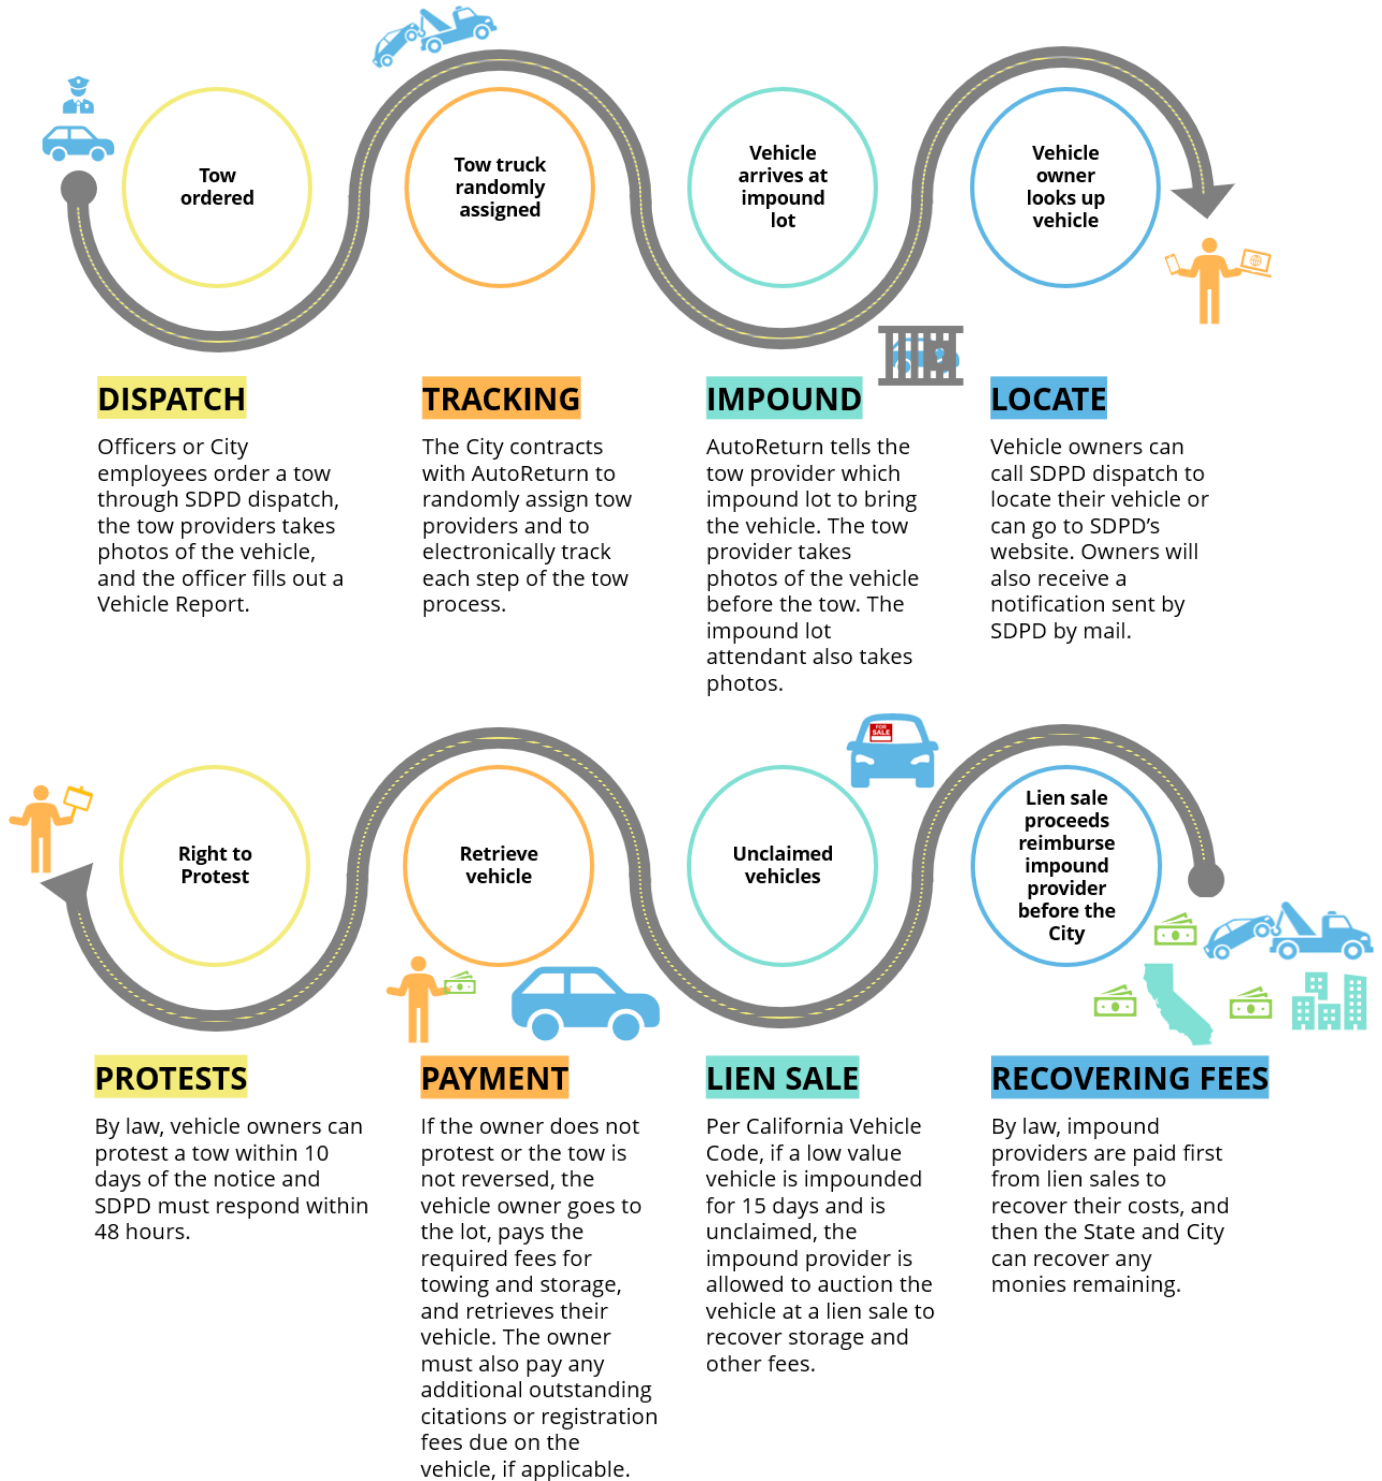 Tow
ordered
Tow truck
randomly
assigned
Vehicle
arrives at
impound
lot
Vehicle
owner
looks up
vehicle
DISPATCH
Officers or City
employees order a tow
through SDPD dispatch,
the tow providers takes
photos of the vehicle,
and the officer fills out a
Vehicle Report.
TRACKING
The City contracts
with AutoReturn to
randomly assign tow
providers and to
electronically track
each step of the tow
process.
IMPOUND
AutoReturn tells the
tow provider which
impound lot to bring
the vehicle. The tow
provider takes
photos of the vehicle
before the tow. The
impound lot
attendant also takes
photos.
LOCATE
Vehicle owners can
call SDPD dispatch to
locate their vehicle or
can go to SDPD’s
website. Owners will
also receive a
notification sent by
SDPD by mail.
FOR
SALE
Right to
Protest
Retrieve
vehicle
Unclaimed
vehicles
Lien sale
proceeds
reimburse
impound
provider
before the
City
PROTESTS
By law, vehicle owners can
protest a tow within 10
days of the notice and
SDPD must respond within
48 hours.
PAYMENT
If the owner does not
protest or the tow is
not reversed, the
vehicle owner goes to
the lot, pays the
required fees for
towing and storage,
and retrieves their
vehicle. The owner
must also pay any
additional outstanding
citations or registration
fees due on the
vehicle, if applicable.
LIEN SALE
Per California Vehicle
Code, if a low value
vehicle is impounded
for 15 days and is
unclaimed, the
impound provider is
allowed to auction the
vehicle at a lien sale to
recover storage and
other fees.
RECOVERING FEES
By law, impound
providers are paid first
from lien sales to
recover their costs, and
then the State and City
can recover any
monies remaining.